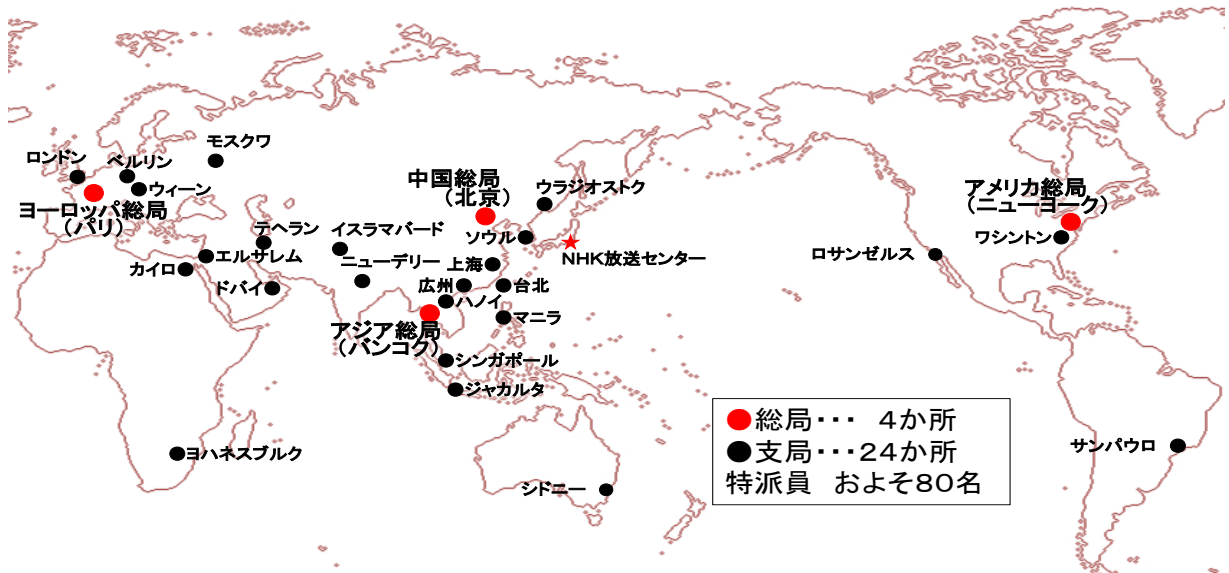 モスクワ
ロンドン
ベルリン
ウィーン
ヨーロッパ総局
（パリ）
中国総局
（北京）
ウラジオストク
アメリカ総局
（ニューヨーク）
テヘラン
イスラマバード
ソウル
ワシントン
カイロ
エルサレム
ニューデリー
上海
NHK放送センター
ロサンゼルス
ドバイ
広州
台北
ハノイ
マニラ
アジア総局
（バンコク）
シンガポール
ジャカルタ
ヨハネスブルク
シドニー
サンパウロ
●総局・・・　4か所
●支局・・・24か所
特派員　およそ80名